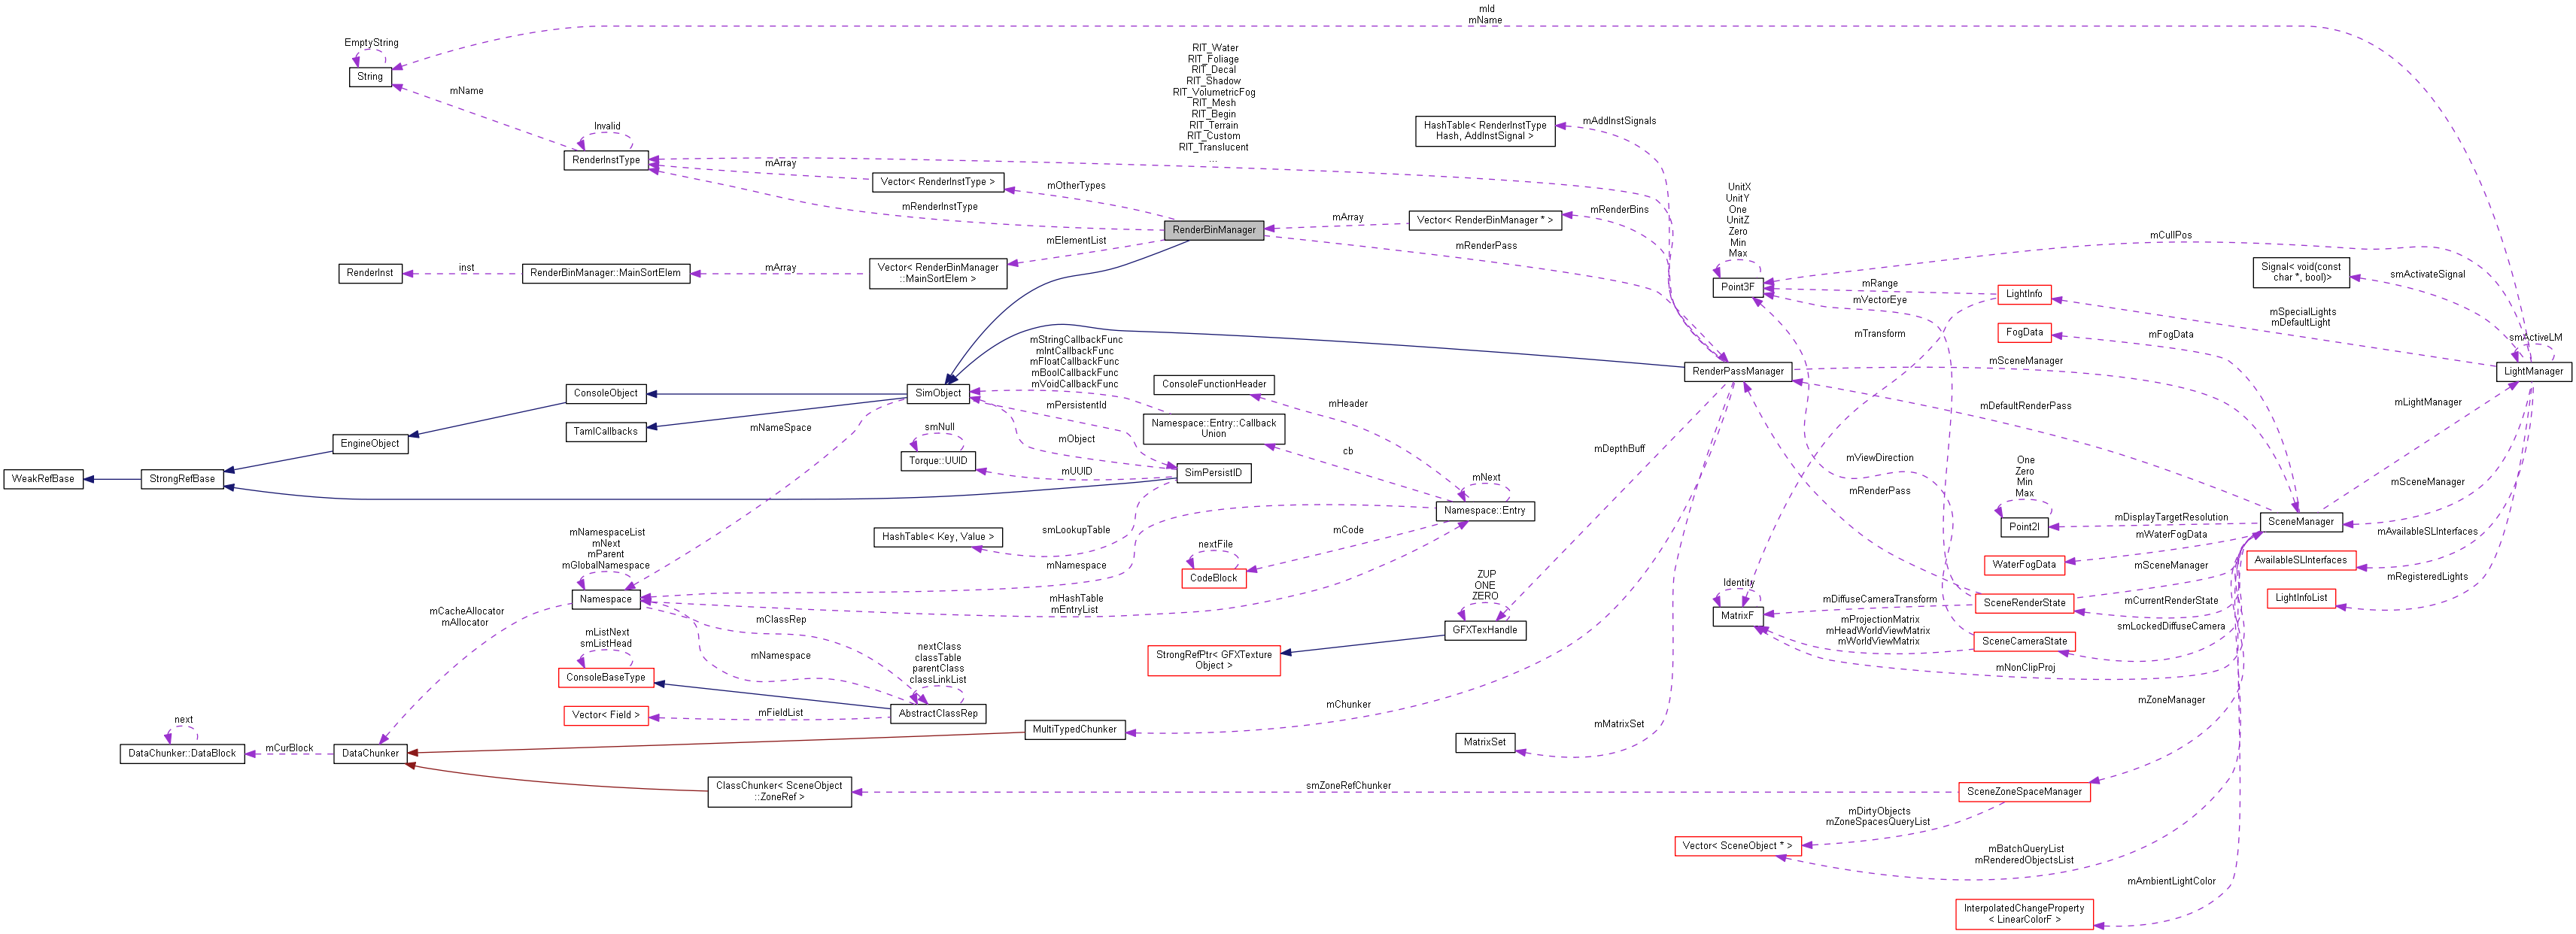 mId
mName
EmptyString
String
mName
RIT_Water
RIT_Foliage
RIT_Decal
RIT_Shadow
RIT_VolumetricFog
RIT_Mesh
RIT_Begin
RIT_Terrain
RIT_Custom
RIT_Translucent
...
HashTable< RenderInstType
Hash, AddInstSignal >
mAddInstSignals
Invalid
RenderInstType
mArray
Vector< RenderInstType >
mOtherTypes
mRenderInstType
RenderBinManager
mArray
Vector< RenderBinManager * >
mRenderBins
mRenderPass
mElementList
RenderInst
inst
RenderBinManager::MainSortElem
mArray
Vector< RenderBinManager
::MainSortElem >
UnitX
UnitY
One
UnitZ
Zero
Min
Max
Point3F
mCullPos
mRange
mVectorEye
LightInfo
Signal< void(const
char *, bool)>
smActivateSignal
mSpecialLights
mDefaultLight
mTransform
FogData
mFogData
smActiveLM
LightManager
mSceneManager
RenderPassManager
mStringCallbackFunc
mIntCallbackFunc
mFloatCallbackFunc
mBoolCallbackFunc
mVoidCallbackFunc
ConsoleFunctionHeader
ConsoleObject
SimObject
mPersistentId
mHeader
mDefaultRenderPass
mLightManager
TamlCallbacks
mNameSpace
Namespace::Entry::Callback
Union
EngineObject
smNull
mObject
Torque::UUID
mUUID
SimPersistID
cb
mDepthBuff
mViewDirection
One
Zero
Min
Max
WeakRefBase
StrongRefBase
mNext
Namespace::Entry
mRenderPass
mSceneManager
mDisplayTargetResolution
Point2I
SceneManager
mWaterFogData
smLookupTable
HashTable< Key, Value >
mCode
mNamespaceList
mNext
mParent
mGlobalNamespace
nextFile
CodeBlock
mNamespace
WaterFogData
mSceneManager
AvailableSLInterfaces
mAvailableSLInterfaces
mRegisteredLights
LightInfoList
Namespace
mHashTable
mEntryList
ZUP
ONE
ZERO
GFXTexHandle
Identity
MatrixF
mDiffuseCameraTransform
SceneRenderState
mCurrentRenderState
mCacheAllocator
mAllocator
mClassRep
mProjectionMatrix
mHeadWorldViewMatrix
mWorldViewMatrix
SceneCameraState
smLockedDiffuseCamera
mListNext
smListHead
ConsoleBaseType
mNamespace
nextClass
classTable
parentClass
classLinkList
StrongRefPtr< GFXTexture
Object >
mNonClipProj
Vector< Field >
mFieldList
AbstractClassRep
mChunker
mZoneManager
next
DataChunker::DataBlock
mCurBlock
DataChunker
MultiTypedChunker
mMatrixSet
MatrixSet
ClassChunker< SceneObject
::ZoneRef >
smZoneRefChunker
SceneZoneSpaceManager
mDirtyObjects
mZoneSpacesQueryList
Vector< SceneObject * >
mBatchQueryList
mRenderedObjectsList
mAmbientLightColor
InterpolatedChangeProperty
< LinearColorF >